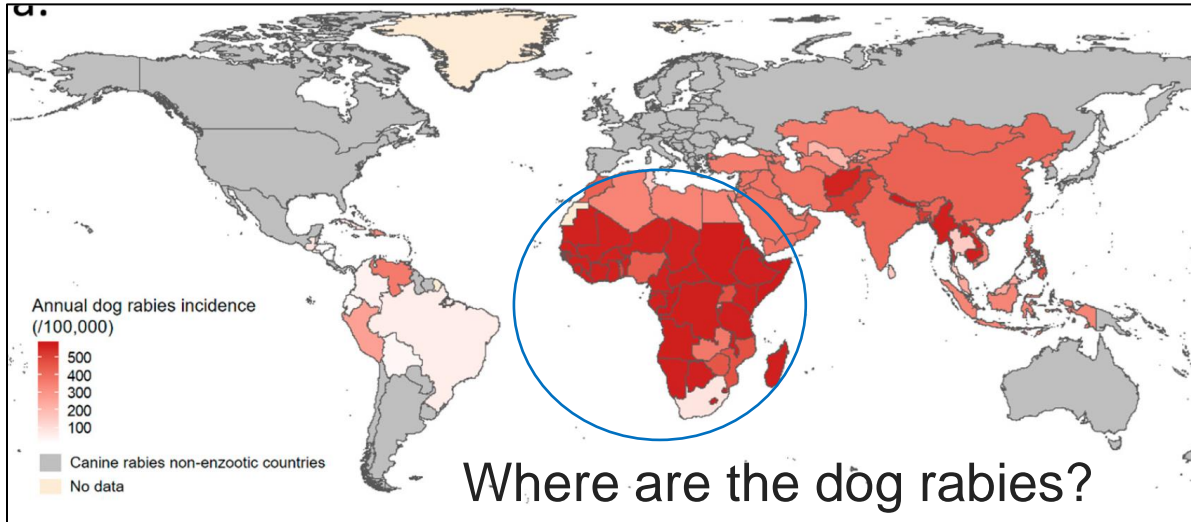 a.
Annual dog rabies incidence
(/100,000)
500
400
300
200
100
Canine rabies non-enzootic countries
No data
Where are the dog rabies?